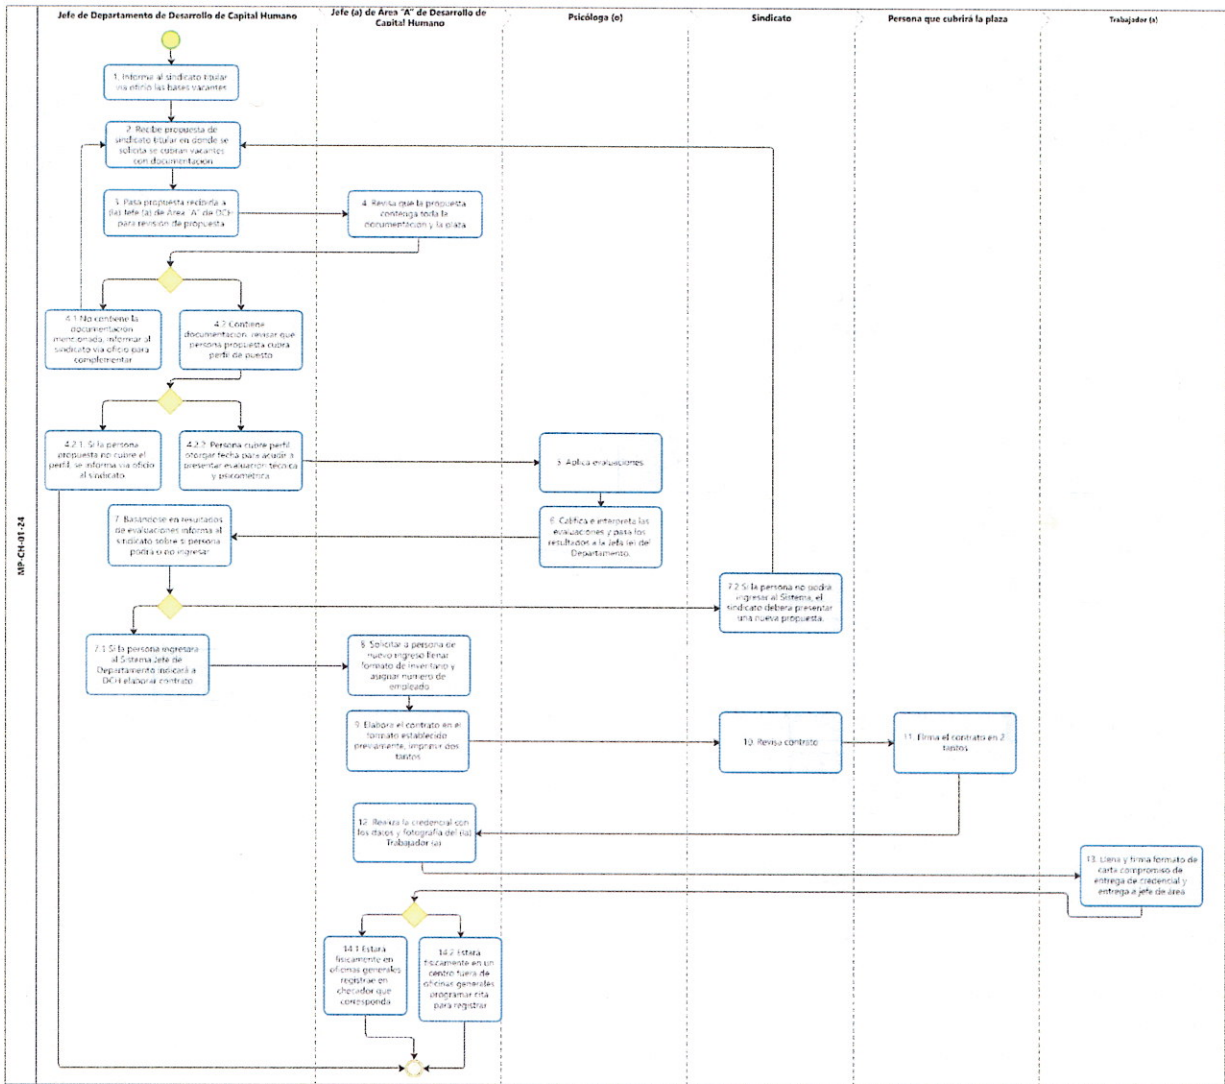 Jefe de Departamento de Desarrollo de Capital Humano
Jefe (a) de Área "A" de Desarrollo de
Capital Humano
Psicóloga (o)
Sindicato
Persona que cubrirá la plaza
Trabajador (a)
MP-CH-01-24
1. Informa al sindicato titular
via oficio las bases vacantes
2. Recibe propuesta de
sindicato titular en donde se
solicita se cubran vacantes
con documentación
3. Pasa propuesta recibida a
(la) Jefe (a) de Área "A" de DCH
para revisión de propuesta
4. Revisa que la propuesta
contenga toda la
documentación y la plaza
4.1 No contiene la
documentación
mencionada, informar al
sindicato via oficio para
complementar
4.2 Contiene
documentación, revisar que
persona propuesta cubra
perfil de puesto
4.2.1. Si la persona
propuesta no cubre el
perfil, se informa via oficio
al sindicato
4.2.2. Persona cubre perfil,
otorgar fecha para acudir a
presentar evaluación técnica
y psicométrica
5. Aplica evaluaciones
6. Califica e interpreta las
evaluaciones y pasa los
resultados a la Jefa (e) del
Departamento.
7. Basándose en resultados
de evaluaciones informa al
sindicato sobre si persona
podrá o no ingresar
7.2 Si la persona no podrá
ingresar al Sistema, el
sindicato deberá presentar
una nueva propuesta.
7.1 Si la persona ingresara
al Sistema Jefe de
Departamento indicará a
DCH elaborar contrato
8. Solicitar a persona de
nuevo ingreso llenar
formato de inventario y
asignar número de
empleado
9. Elabora el contrato en el
formato establecido
previamente, imprimir dos
tantos
10. Revisa contrato
11. Firma el contrato en 2
tantos
12. Realiza la credencial con
los datos y fotografía del (la)
Trabajador (a)
13. Llena y firma formato de
carta compromiso de
entrega de credencial y
entrega a jefe de área
14.1 Estará
físicamente en
oficinas generales
registrae en
checador que
corresponda
14.2 Estará
físicamente en un
centro fuera de
oficinas generales
programar cita
para registrar